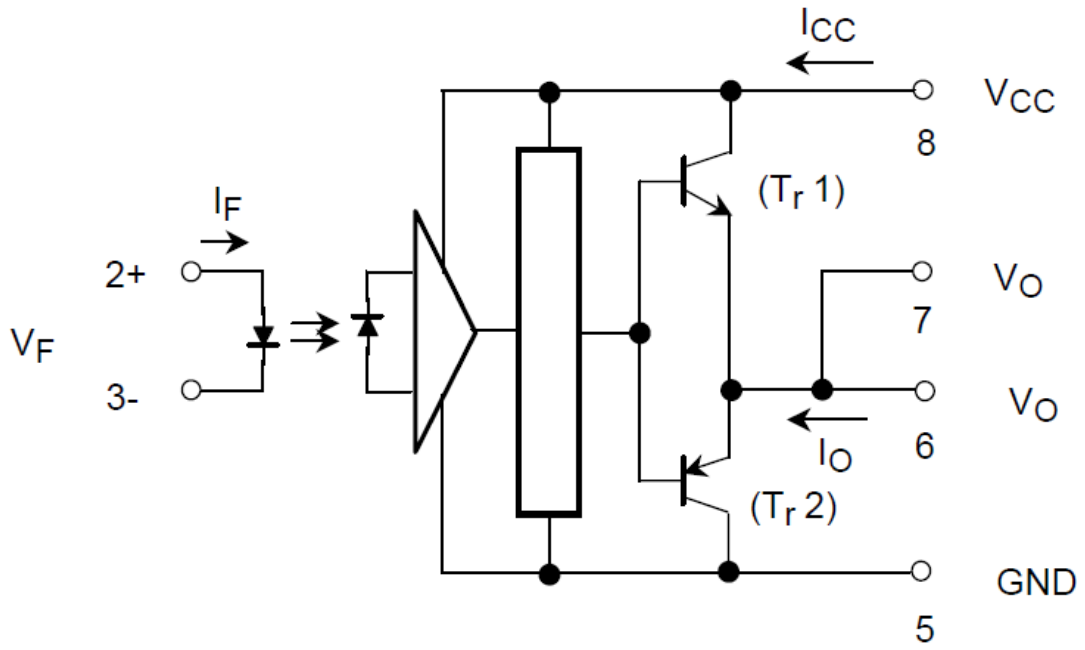 ICC
VCC
8
(Tr 1)
IF
2+
VO
7
VF
3-
VO
6
IO
(Tr 2)
GND
5